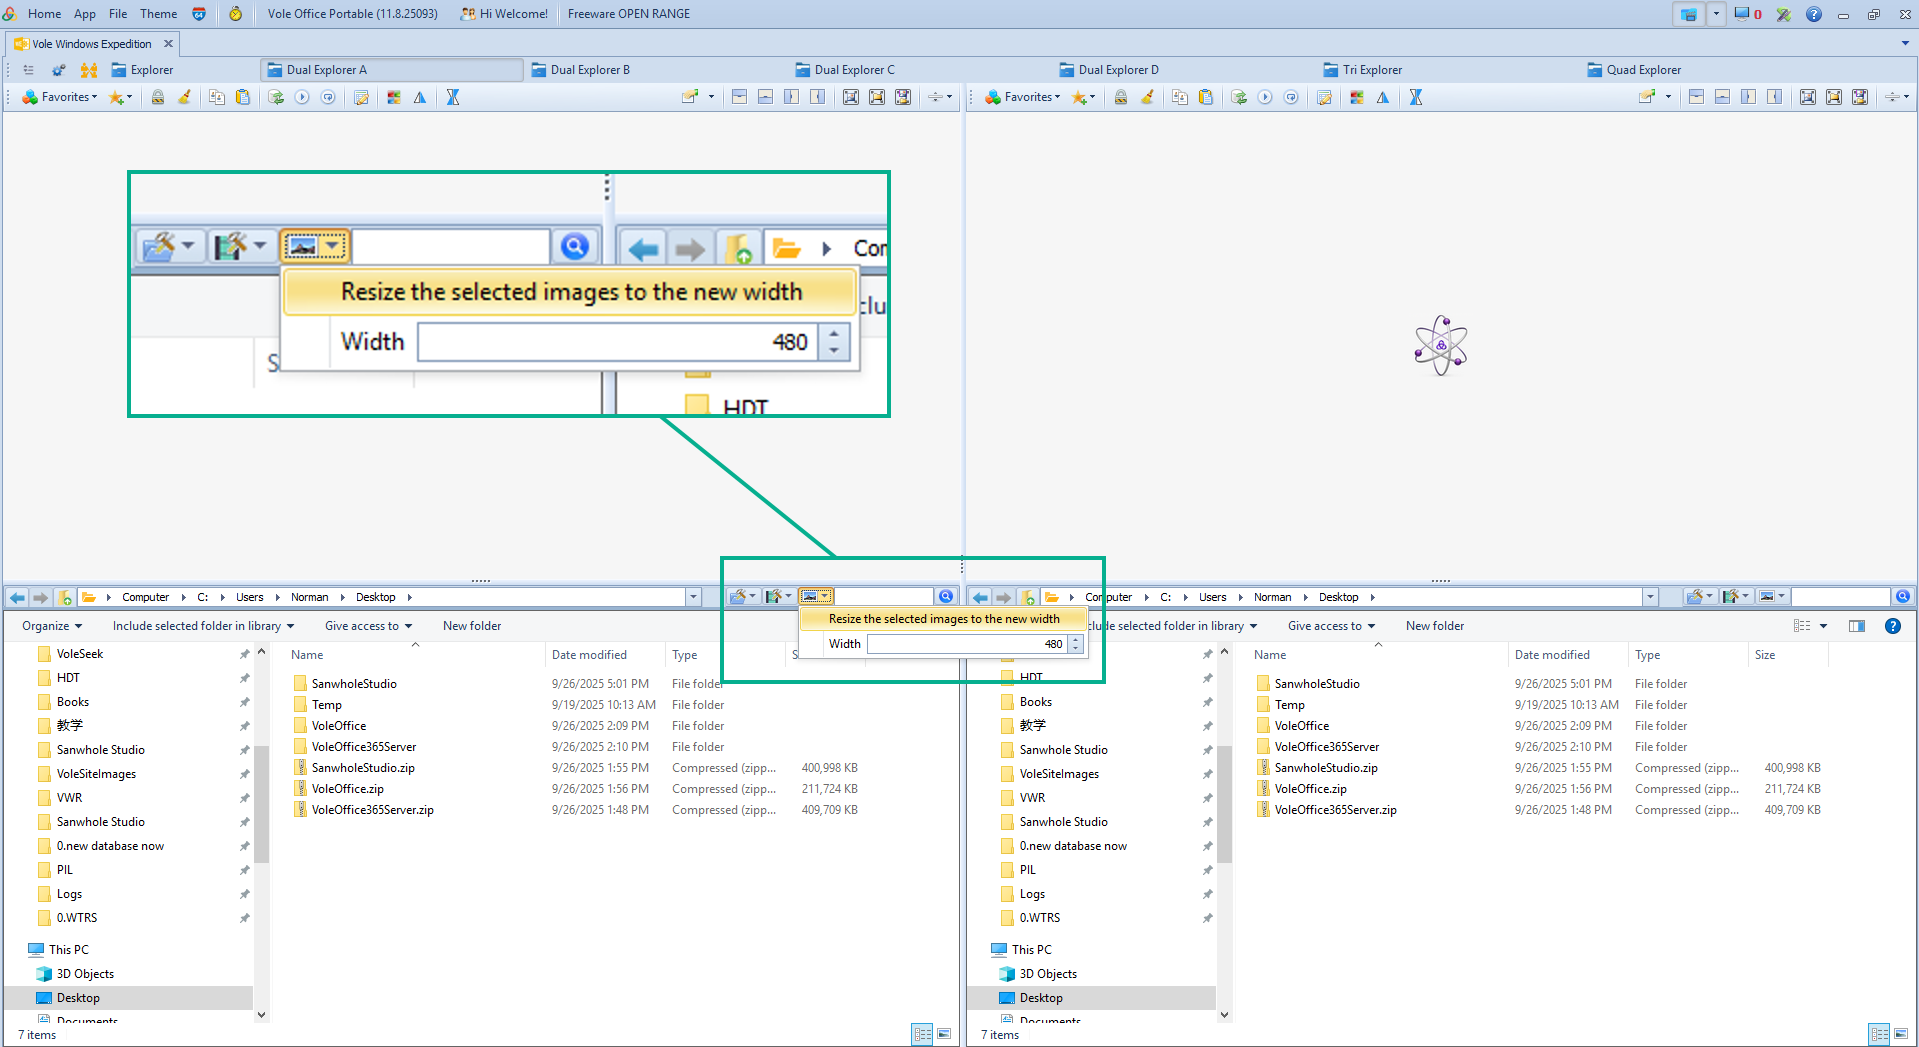 Home App File Theme Vole Office Portable (11.8.25093) Hi Welcome! Freeware OPEN RANGE 0
Vole Windows Expedition
Explorer Dual Explorer A Dual Explorer B Dual Explorer C Dual Explorer D Tri Explorer Quad Explorer
Favorites Favorites
Com
Resize the selected images to the new width
clu
Width 480
S
HDT
Computer C: Users Norman Desktop
Computer C: Users Norman Desktop
Resize the selected images to the new width
Width 480
Organize Include selected folder in library Give access to New folder
clude selected folder in library Give access to New folder
Name Date modified Type S
VoleSeek
HDT
Books
教学
Sanwhole Studio
VoleSiteImages
VWR
Sanwhole Studio
0.new database now
PIL
Logs
0.WTRS
This PC
3D Objects
Desktop
Documents
SanwholeStudio 9/26/2025 5:01 PM File folder
Temp 9/19/2025 10:13 AM File folder
VoleOffice 9/26/2025 2:09 PM File folder
VoleOffice365Server 9/26/2025 2:10 PM File folder
SanwholeStudio.zip 9/26/2025 1:55 PM Compressed (zipp... 400,998 KB
VoleOffice.zip 9/26/2025 1:56 PM Compressed (zipp... 211,724 KB
VoleOffice365Server.zip 9/26/2025 1:48 PM Compressed (zipp... 409,709 KB
7 items
Name Date modified Type Size
HDT
Books
教学
Sanwhole Studio
VoleSiteImages
VWR
Sanwhole Studio
0.new database now
PIL
Logs
0.WTRS
This PC
3D Objects
Desktop
Documents
SanwholeStudio 9/26/2025 5:01 PM File folder
Temp 9/19/2025 10:13 AM File folder
VoleOffice 9/26/2025 2:09 PM File folder
VoleOffice365Server 9/26/2025 2:10 PM File folder
SanwholeStudio.zip 9/26/2025 1:55 PM Compressed (zipp... 400,998 KB
VoleOffice.zip 9/26/2025 1:56 PM Compressed (zipp... 211,724 KB
VoleOffice365Server.zip 9/26/2025 1:48 PM Compressed (zipp... 409,709 KB
7 items